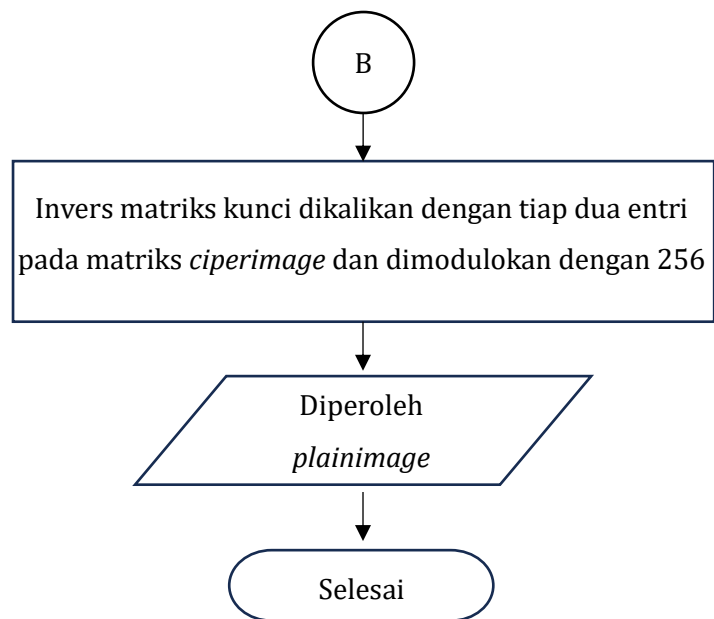 B
Invers matriks kunci dikalikan dengan tiap dua entri
pada matriks ciperimage dan dimodulokan dengan 256
Diperoleh
plainimage
Selesai